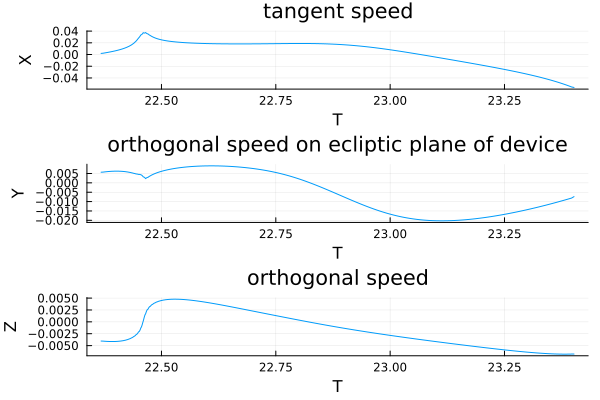 tangent speed
0.04
0.02
0.00
−0.02
−0.04
X
22.50 22.75 23.00 23.25
T
orthogonal speed on ecliptic plane of device
0.005
0.000
−0.005
−0.010
−0.015
−0.020
Y
22.50 22.75 23.00 23.25
T
orthogonal speed
0.0050
0.0025
0.0000
−0.0025
−0.0050
Z
22.50 22.75 23.00 23.25
T